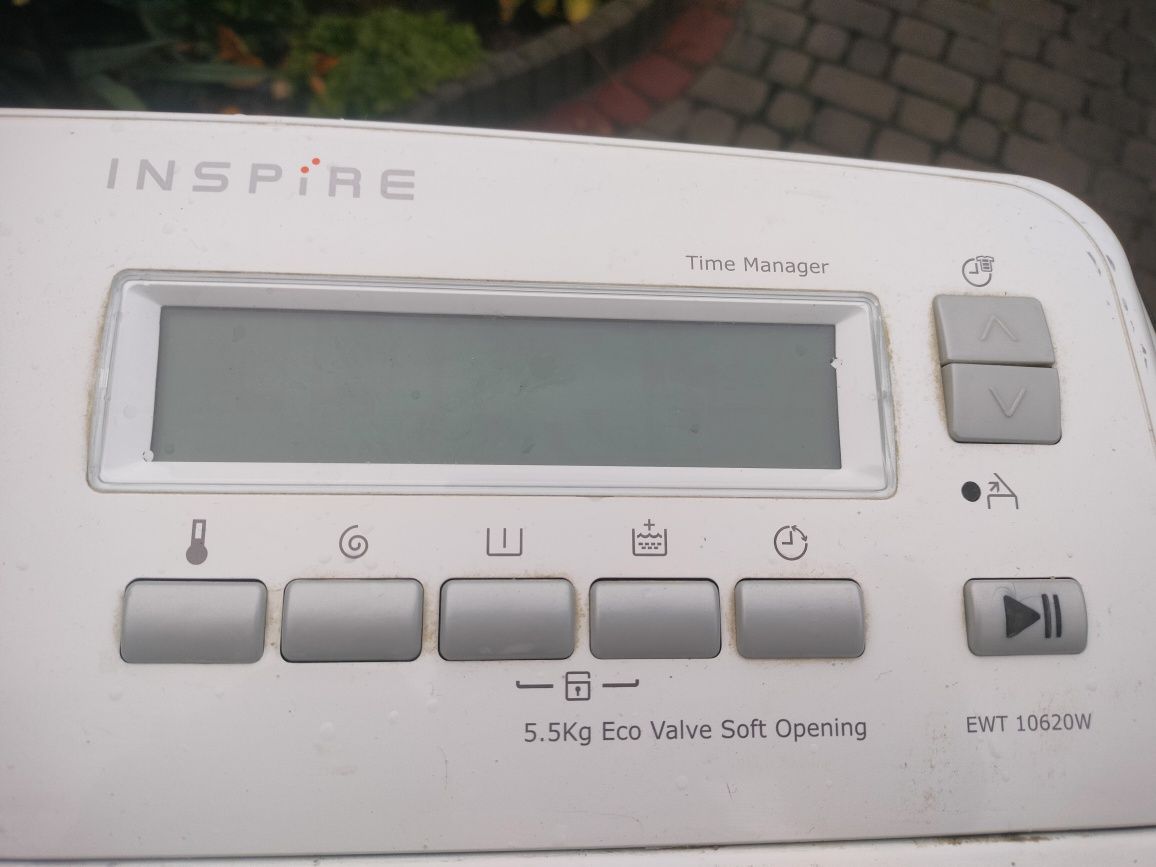 INSPiRE
Time Manager
5.5Kg Eco Valve Soft Opening
EWT 10620W